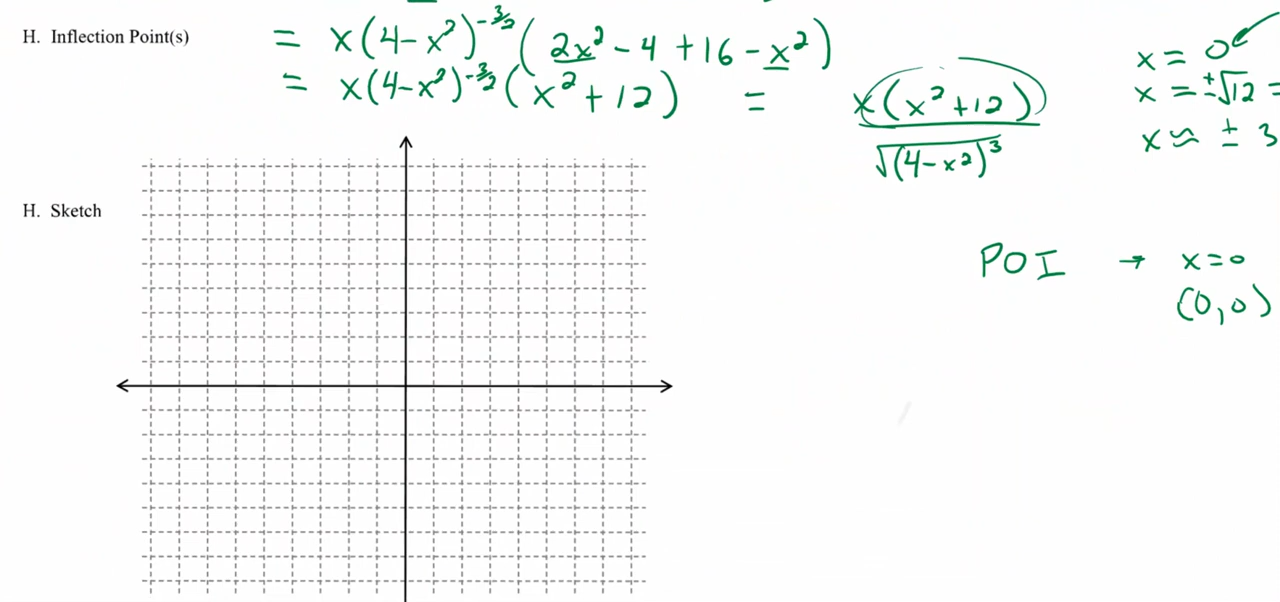 H. Inflection Point(s)
= x(4-x²)^-3/2 (2x² - 4 + 16 - x²)
= x(4-x²)^-3/2 (x² + 12) = x(x² + 12) / √(4-x²)³
x = 0
x = ±√12 =
x ≈ ± 3
H. Sketch
POI → x = 0
(0,0)